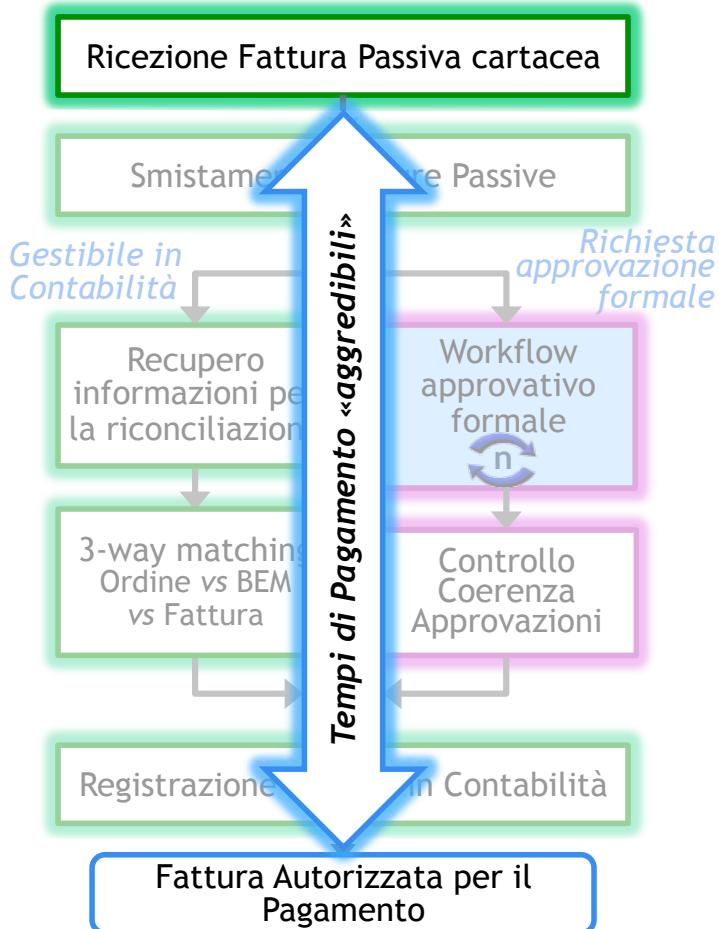 Ricezione Fattura Passiva cartacea
Smistame re Passive
Gestibile in
Contabilità
Richiesta
approvazione
formale
Recupero
informazioni pe
la riconciliazion
Workflow
approvativo
formale
n
Tempi di Pagamento «aggredibili»
3-way matching
Ordine vs BEM
vs Fattura
Controllo
Coerenza
Approvazioni
Registrazione in Contabilità
Fattura Autorizzata per il
Pagamento